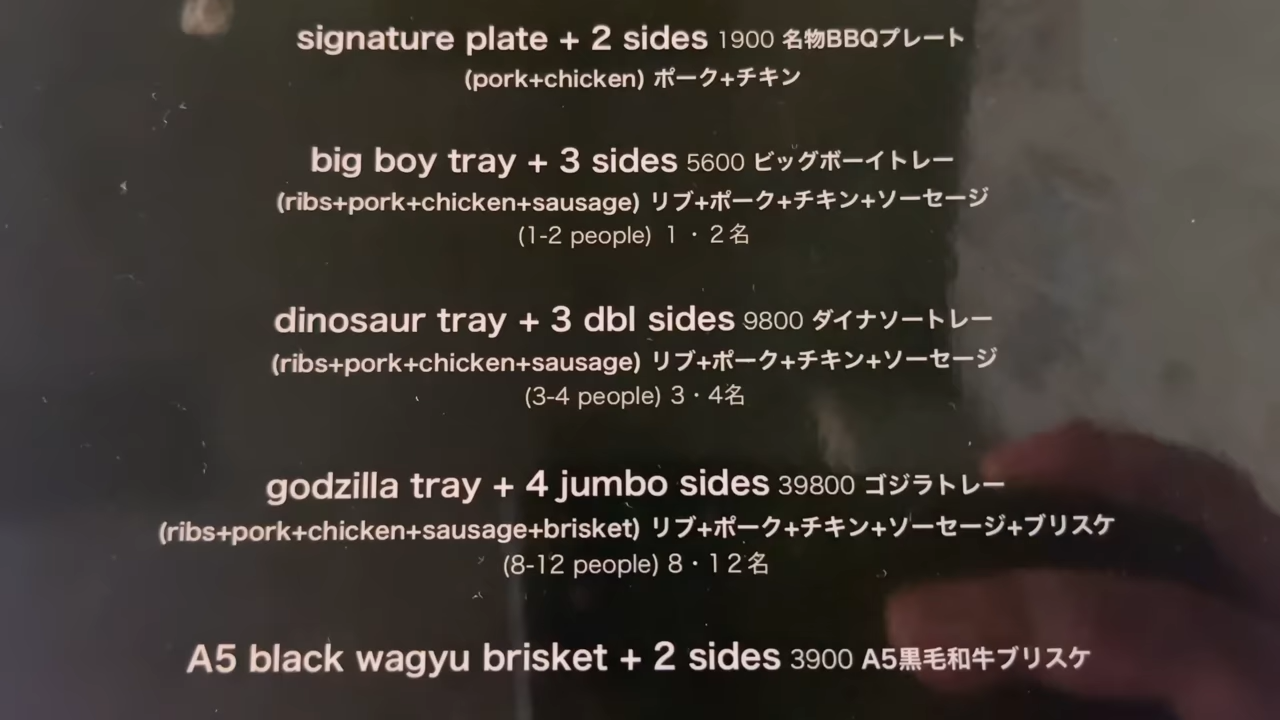 signature plate + 2 sides 1900 名物BBQプレート
(pork+chicken) ポーク+チキン
big boy tray + 3 sides 5600 ビッグボーイトレー
(ribs+pork+chicken+sausage) リブ+ポーク+チキン+ソーセージ
(1-2 people) １・２名
dinosaur tray + 3 dbl sides 9800 ダイナソートレー
(ribs+pork+chicken+sausage) リブ+ポーク+チキン+ソーセージ
(3-4 people) 3・4名
godzilla tray + 4 jumbo sides 39800 ゴジラトレー
(ribs+pork+chicken+sausage+brisket) リブ+ポーク+チキン+ソーセージ+ブリスケ
(8-12 people) 8・1２名
A5 black wagyu brisket + 2 sides 3900 A5黒毛和牛ブリスケ